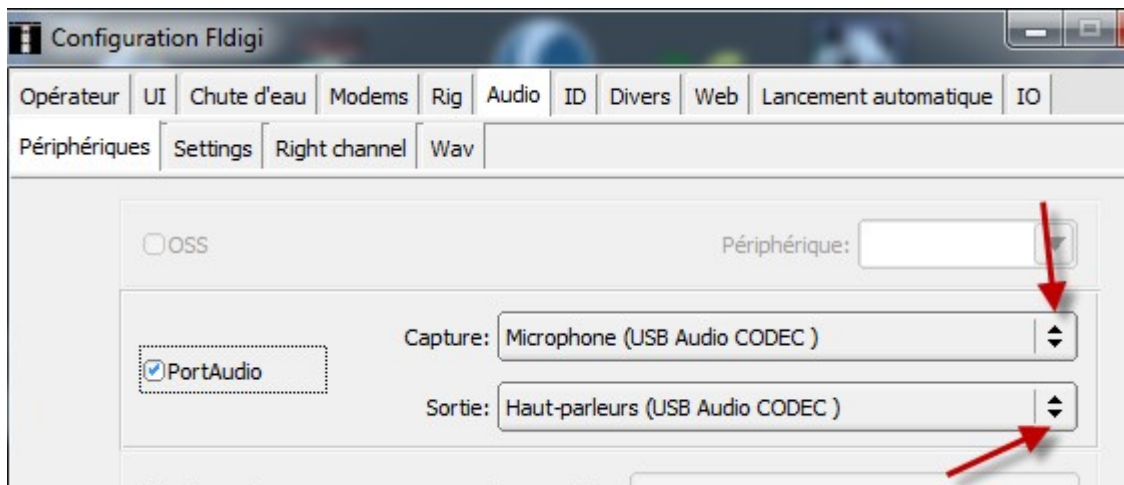 Configuration Fldigi
Opérateur UI Chute d'eau Modems Rig Audio ID Divers Web Lancement automatique IO
Périphériques Settings Right channel Wav
OSS Périphérique:
Capture: Microphone (USB Audio CODEC )
PortAudio
Sortie: Haut-parleurs (USB Audio CODEC )